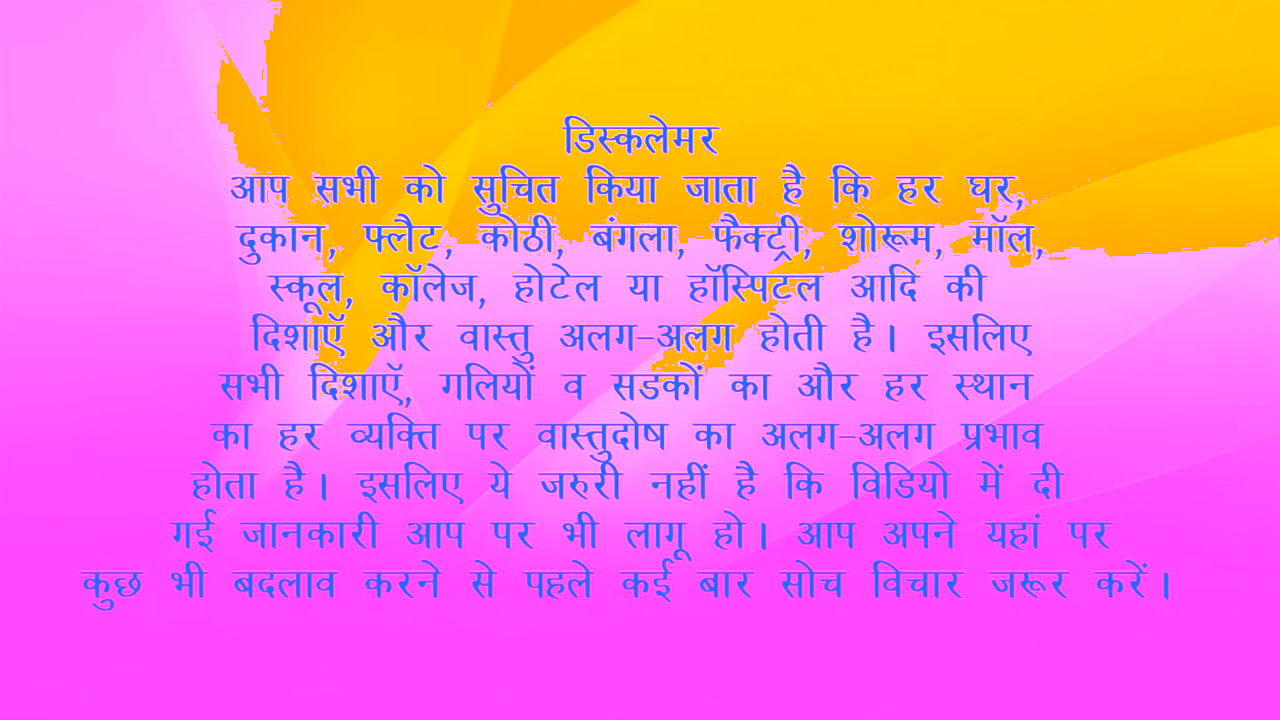 डिस्कलेमर
आप सभी को सुचित किया जाता है कि हर घर,
दुकान, फ्लैट, कोठी, बंगला, फैक्ट्री, शोरूम, मॉल,
स्कूल, कॉलेज, होटेल या हॉस्पिटल आदि की
दिशाऍ और वास्तु अलग-अलग होती है। इसलिए
सभी दिशाऍ, गलियों व सडकों का और हर स्थान
का हर व्यक्ति पर वास्तुदोष का अलग-अलग प्रभाव
होता है। इसलिए ये जरुरी नहीं है कि विडियो में दी
गई जानकारी आप पर भी लागू हो। आप अपने यहां पर
कुछ भी बदलाव करने से पहले कई बार सोच विचार जरूर करें।